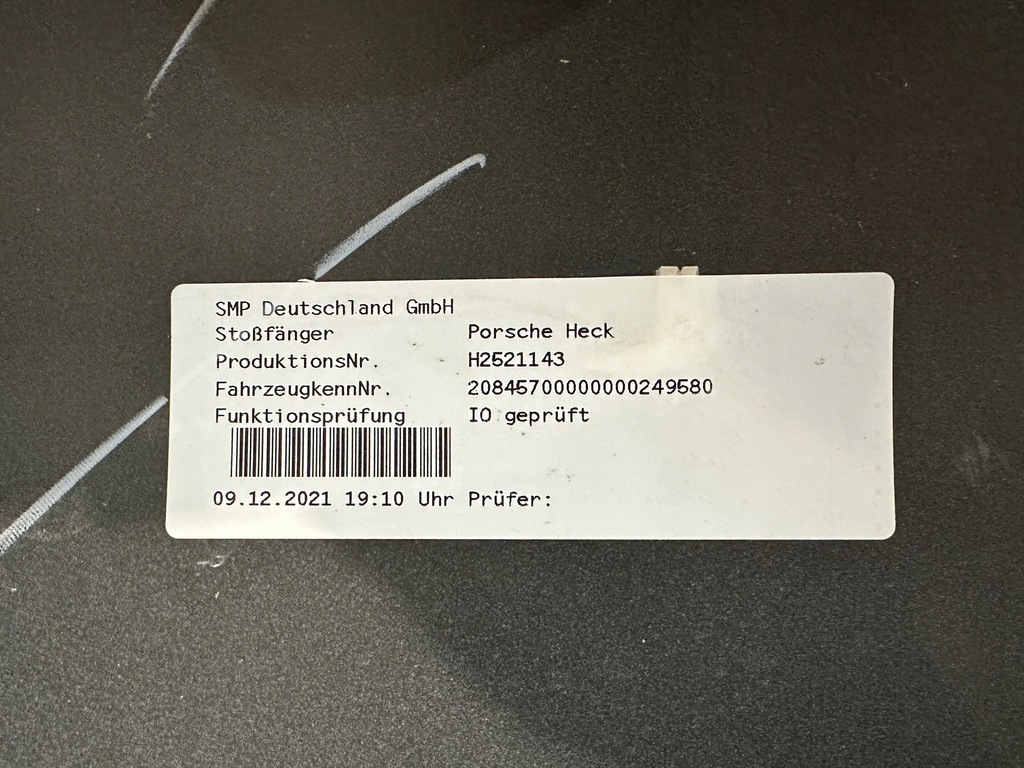 SMP Deutschland GmbH
Stoßfänger Porsche Heck
ProduktionsNr. H2521143
FahrzeugkennNr. 20845700000000249580
Funktionsprüfung IO geprüft
09.12.2021 19:10 Uhr Prüfer: